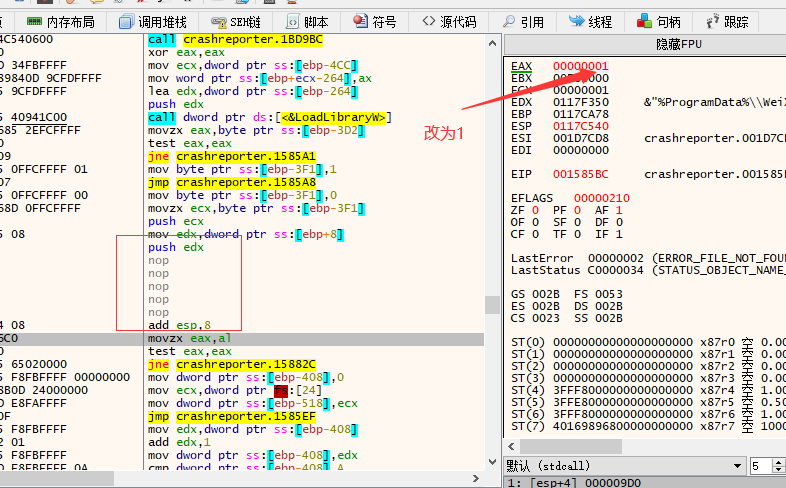 内存布局 调用堆栈 SEH链 脚本 符号 源代码 引用 线程 句柄 跟踪
4C540600 call crashreporter.1BD9BC
0 xor eax,eax
D 34FBFFFF mov ecx,dword ptr ss:[ebp-4CC]
89840D 9CFDFFFF mov word ptr ss:[ebp+ecx-264],ax
5 9CFDFFFF lea edx,dword ptr ss:[ebp-264]
push edx
40941C00 call dword ptr ds:[<&LoadLibraryW>]
685 2EFCFFFF movzx eax,byte ptr ss:[ebp-3D2]
0 test eax,eax
09 jne crashreporter.1585A1
5 0FFCFFFF 01 mov byte ptr ss:[ebp-3F1],1
07 jmp crashreporter.1585A8
5 0FFCFFFF 00 mov byte ptr ss:[ebp-3F1],0
68D 0FFCFFFF movzx ecx,byte ptr ss:[ebp-3F1]
push ecx
5 08 mov edx,dword ptr ss:[ebp+8]
push edx
nop
nop
nop
nop
nop
4 08 add esp,8
6C0 movzx eax,al
0 test eax,eax
5 65020000 jne crashreporter.15882C
5 F8FBFFFF 00000000 mov dword ptr ss:[ebp-408],0
8B0D 24000000 mov ecx,dword ptr fs:[24]
D E8FAFFFF mov dword ptr ss:[ebp-518],ecx
0F jmp crashreporter.1585EF
5 F8FBFFFF mov edx,dword ptr ss:[ebp-408]
2 01 add edx,1
5 F8FBFFFF mov dword ptr ss:[ebp-408],edx
D F8FBFFFF 0A cmp dword ptr ss:[ebp-408],A
改为1
隐藏FPU
EAX 00000001
EBX
ECX 00000001
EDX 0117F350 &"%ProgramData%\\WeiX
EBP 0117CA78
ESP 0117C540
ESI 001D7CD8 crashreporter.001D7C
EDI 00000000
EIP 001585BC crashreporter.001585B
EFLAGS 00000210
ZF 0 PF 0 AF 1
OF 0 SF 0 DF 0
CF 0 TF 0 IF 1
LastError 00000002 (ERROR_FILE_NOT_FOUN
LastStatus C0000034 (STATUS_OBJECT_NAME_
GS 002B FS 0053
ES 002B DS 002B
CS 0023 SS 002B
ST(0) 00000000000000000000 x87r0 空 0.00
ST(1) 00000000000000000000 x87r1 空 0.00
ST(2) 00000000000000000000 x87r2 空 0.00
ST(3) 00000000000000000000 x87r3 空 0.00
ST(4) 3FFF8000000000000000 x87r4 空 1.00
ST(5) 3FFE8000000000000000 x87r5 空 0.50
ST(6) 3FFF8000000000000000 x87r6 空 1.00
ST(7) 40169896800000000000 x87r7 空 1000
默认 (stdcall) 5
1: [esp+4] 000009D0